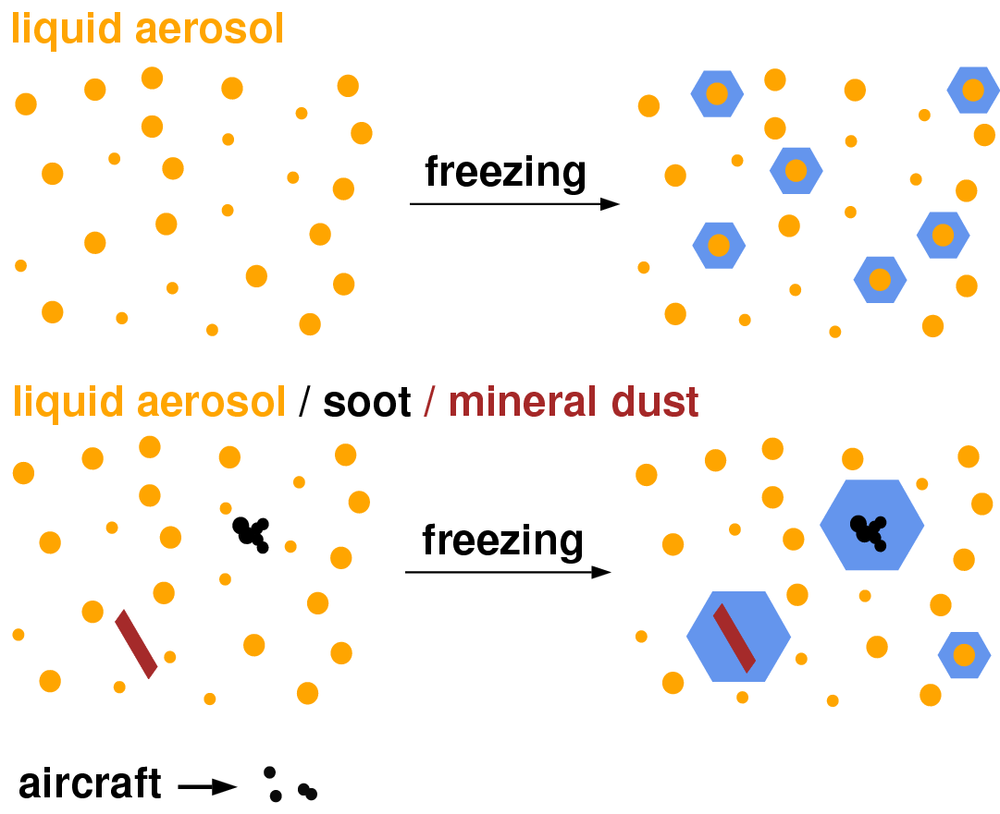 liquid aerosol
freezing
liquid aerosol / soot / mineral dust
freezing
aircraft